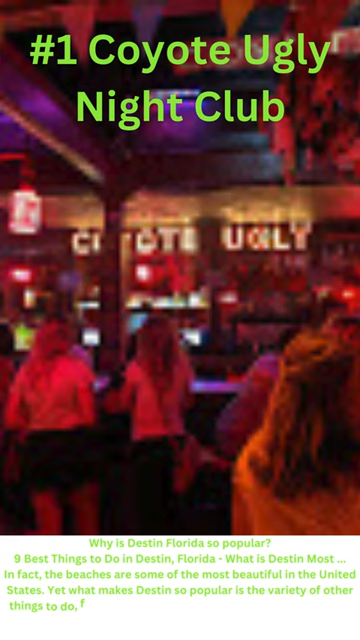 #1 Coyote Ugly
Night Club
COYOTE UGLY
Why is Destin Florida so popular?
9 Best Things to Do in Destin, Florida - What is Destin Most ...
In fact, the beaches are some of the most beautiful in the United
States. Yet what makes Destin so popular is the variety of other
things to do, f